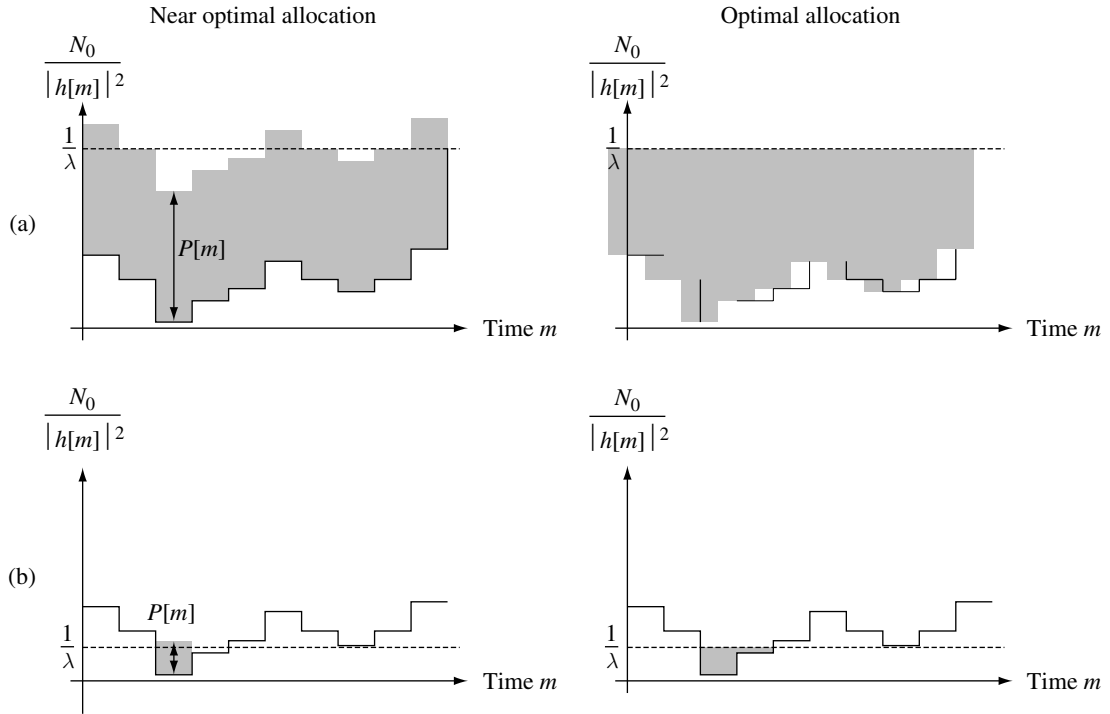 Near optimal allocation
Optimal allocation
N₀
|h[m]|²
N₀
|h[m]|²
1
λ
1
λ
(a)
P[m]
Time m
Time m
N₀
|h[m]|²
N₀
|h[m]|²
(b)
P[m]
1
λ
1
λ
Time m
Time m